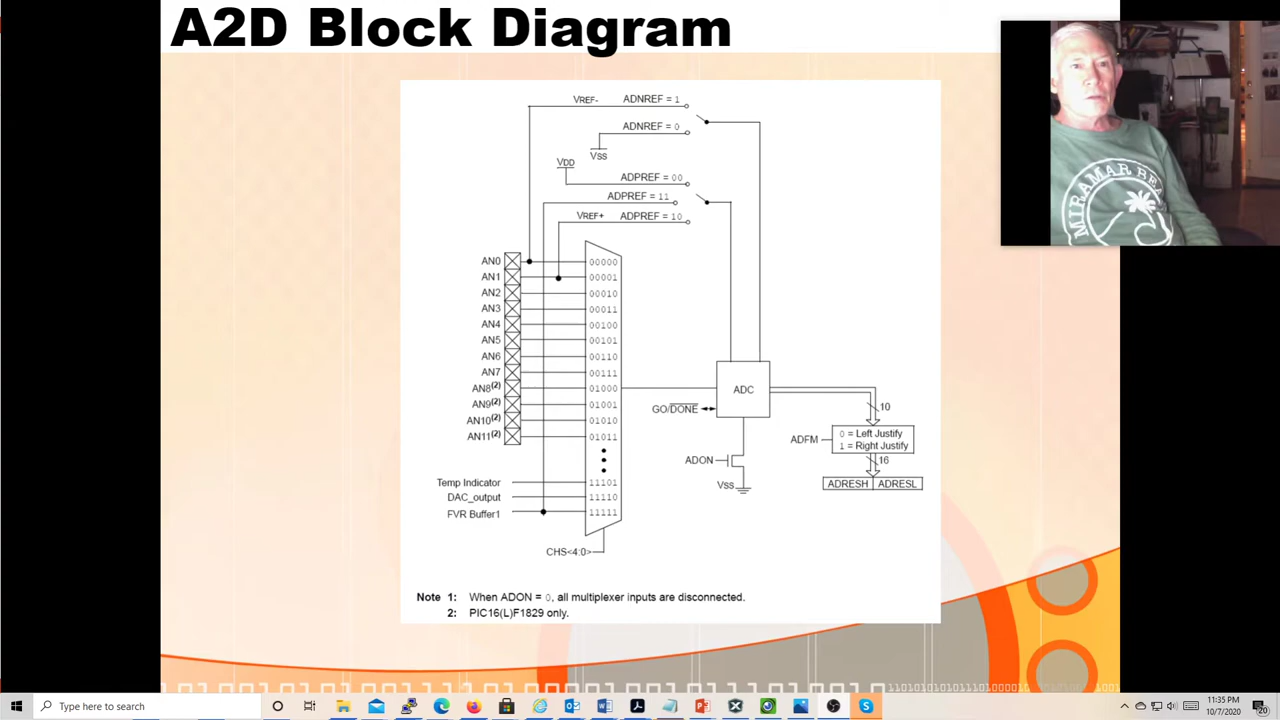 A2D Block Diagram
VREF- ADNREF = 1
ADNREF = 0
VSS
VDD
ADPREF = 00
ADPREF = 11
VREF+ ADPREF = 10
AN0 00000
AN1 00001
AN2 00010
AN3 00011
AN4 00100
AN5 00101
AN6 00110
AN7 00111
AN8(2) 01000
AN9(2) 01001
AN10(2) 01010
AN11(2) 01011
Temp Indicator 11101
DAC_output 11110
FVR Buffer1 11111
CHS<4:0>
ADC
GO/DONE
ADON
VSS
10
ADFM
0 = Left Justify
1 = Right Justify
16
ADRESH ADRESL
Note 1: When ADON = 0, all multiplexer inputs are disconnected.
2: PIC16(L)F1829 only.
MIRAMAR BEA
Type here to search
11:35 PM
10/7/2020
20